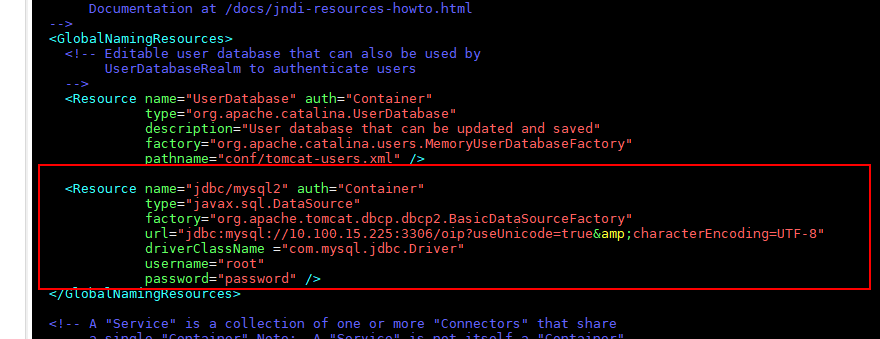 Documentation at /docs/jndi-resources-howto.html
-->
<GlobalNamingResources>
<!-- Editable user database that can also be used by
UserDatabaseRealm to authenticate users
-->
<Resource name="UserDatabase" auth="Container"
type="org.apache.catalina.UserDatabase"
description="User database that can be updated and saved"
factory="org.apache.catalina.users.MemoryUserDatabaseFactory"
pathname="conf/tomcat-users.xml" />
<Resource name="jdbc/mysql2" auth="Container"
type="javax.sql.DataSource"
factory="org.apache.tomcat.dbcp.dbcp2.BasicDataSourceFactory"
url="jdbc:mysql://10.100.15.225:3306/oip?useUnicode=true&amp;characterEncoding=UTF-8"
driverClassName ="com.mysql.jdbc.Driver"
username="root"
password="password" />
</GlobalNamingResources>
<!-- A "Service" is a collection of one or more "Connectors" that share
a single "Container" Note:  A "Service" is not itself a "Container"